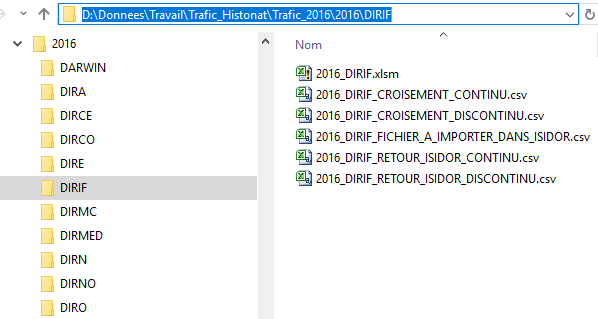 D:\Donnees\Travail\Trafic_Histonat\Trafic_2016\2016\DIRIF
2016
DARWIN
DIRA
DIRCE
DIRCO
DIRE
DIRIF
DIRMC
DIRMED
DIRN
DIRNO
DIRO
Nom
2016_DIRIF.xlsm
2016_DIRIF_CROISEMENT_CONTINU.csv
2016_DIRIF_CROISEMENT_DISCONTINU.csv
2016_DIRIF_FICHIER_A_IMPORTER_DANS_ISIDOR.csv
2016_DIRIF_RETOUR_ISIDOR_CONTINU.csv
2016_DIRIF_RETOUR_ISIDOR_DISCONTINU.csv